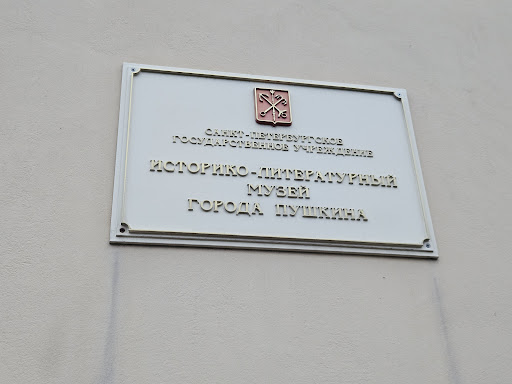 САНКТ-ПЕТЕРБУРГСКОЕ
ГОСУДАРСТВЕННОЕ УЧРЕЖДЕНИЕ
ИСТОРИКО-ЛИТЕРАТУРНЫЙ
МУЗЕЙ
ГОРОДА ПУШКИНА